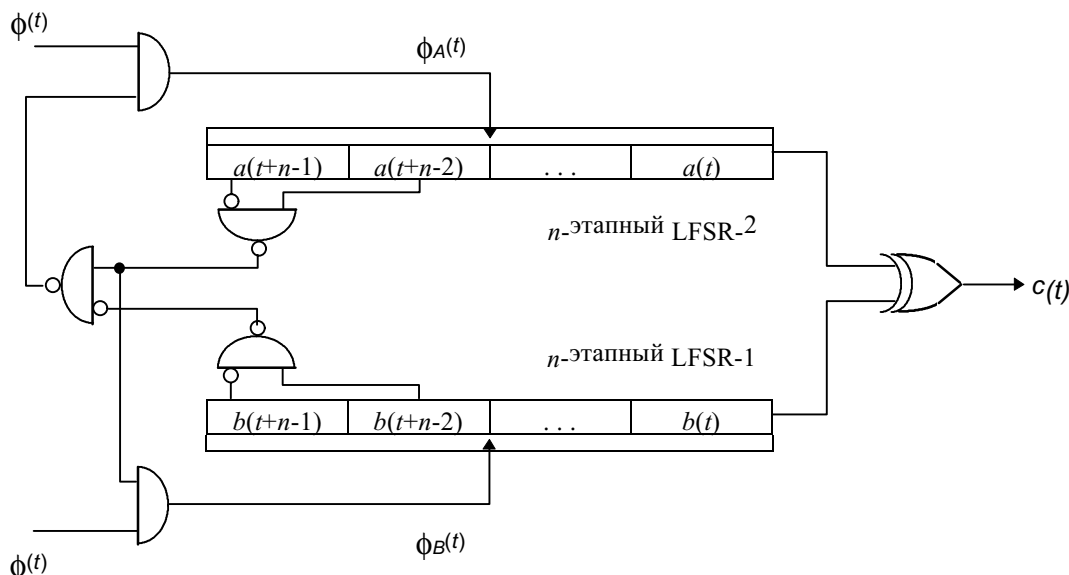 ϕ(t)
ϕA(t)
a(t+n-1) a(t+n-2) . . . a(t)
n-этапный LFSR-2
c(t)
n-этапный LFSR-1
b(t+n-1) b(t+n-2) . . . b(t)
ϕB(t)
ϕ(t)